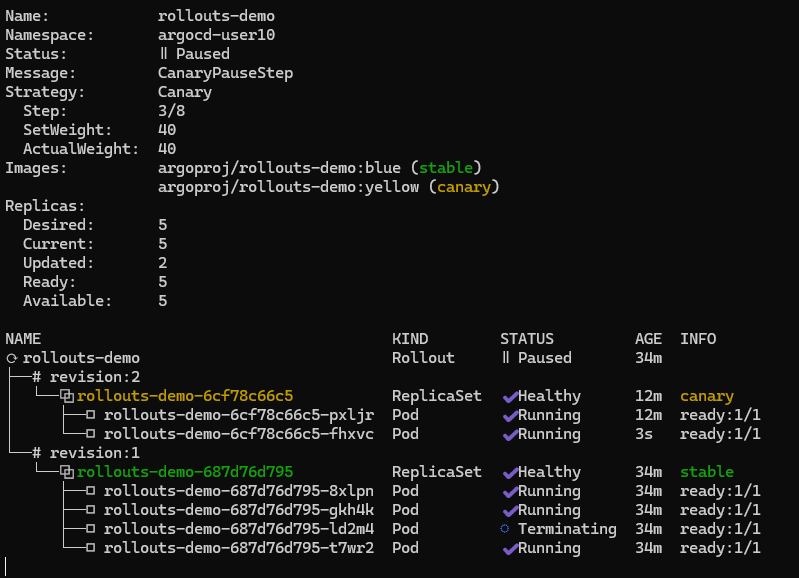 Name: rollouts-demo
Namespace: argocd-user10
Status: ॥ Paused
Message: CanaryPauseStep
Strategy: Canary
Step: 3/8
SetWeight: 40
ActualWeight: 40
Images: argoproj/rollouts-demo:blue (stable)
argoproj/rollouts-demo:yellow (canary)
Replicas:
Desired: 5
Current: 5
Updated: 2
Ready: 5
Available: 5
NAME KIND STATUS AGE INFO
⟳ rollouts-demo Rollout ॥ Paused 34m
├──# revision:2
│  └──⧉ rollouts-demo-6cf78c66c5 ReplicaSet ✔ Healthy 12m canary
│     ├──□ rollouts-demo-6cf78c66c5-pxljr Pod ✔ Running 12m ready:1/1
│     └──□ rollouts-demo-6cf78c66c5-fhxvc Pod ✔ Running 3s ready:1/1
└──# revision:1
   └──⧉ rollouts-demo-687d76d795 ReplicaSet ✔ Healthy 34m stable
      ├──□ rollouts-demo-687d76d795-8xlpn Pod ✔ Running 34m ready:1/1
      ├──□ rollouts-demo-687d76d795-gkh4k Pod ✔ Running 34m ready:1/1
      ├──□ rollouts-demo-687d76d795-ld2m4 Pod ◌ Terminating 34m ready:1/1
      └──□ rollouts-demo-687d76d795-t7wr2 Pod ✔ Running 34m ready:1/1